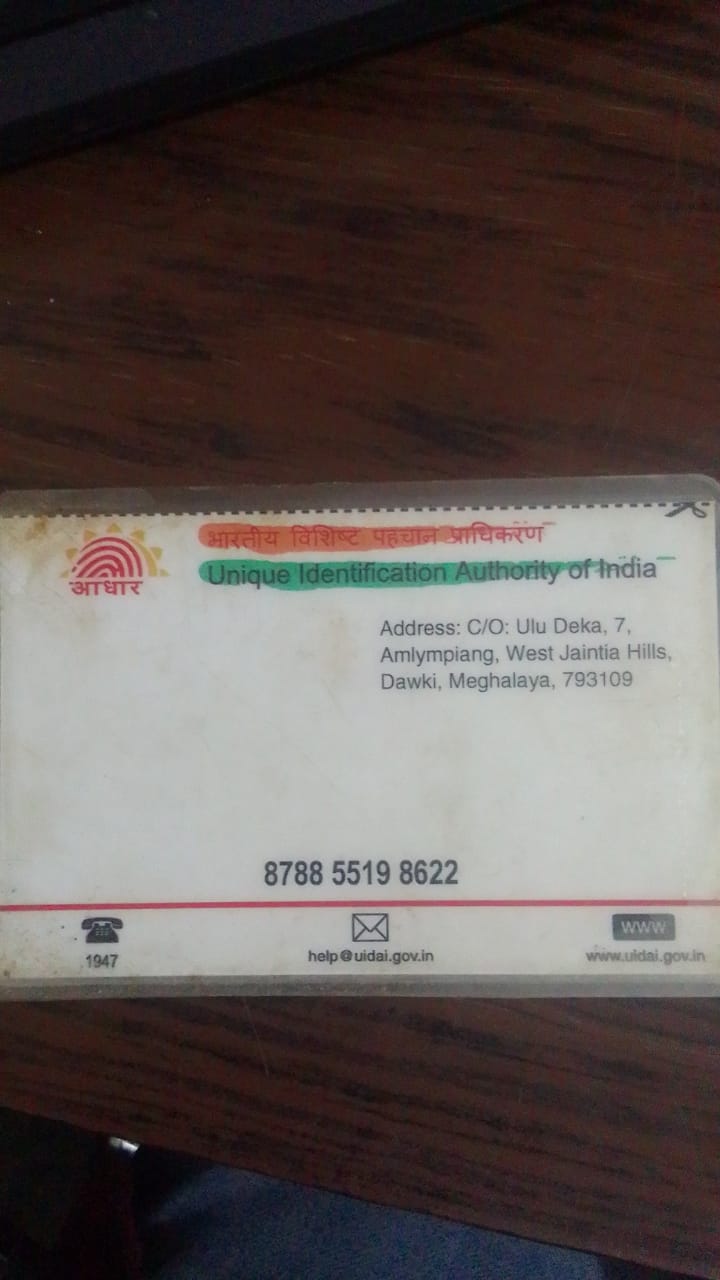 भारतीय विशिष्ट पहचान प्राधिकरण
आधार
Unique Identification Authority of India
Address: C/O: Ulu Deka, 7,
Amlympiang, West Jaintia Hills,
Dawki, Meghalaya, 793109
8788 5519 8622
WWW
1947
help@uidai.gov.in
www.uidai.gov.in